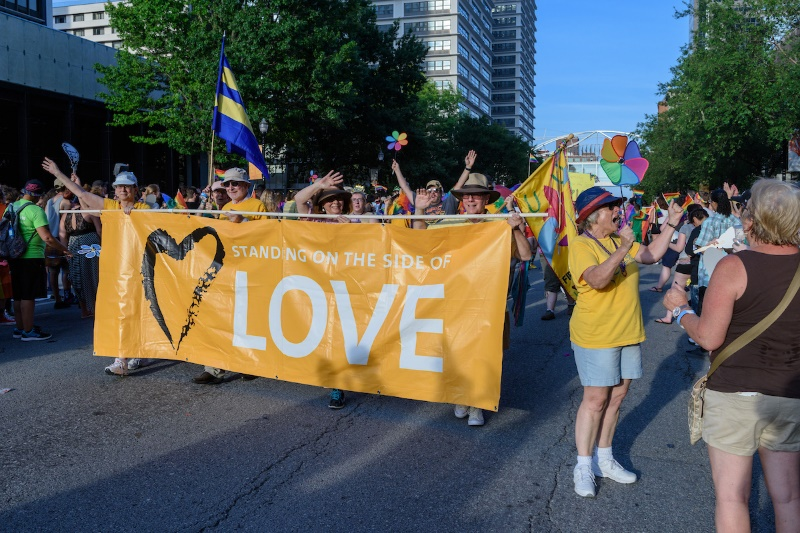 STANDING ON THE SIDE OF
LOVE